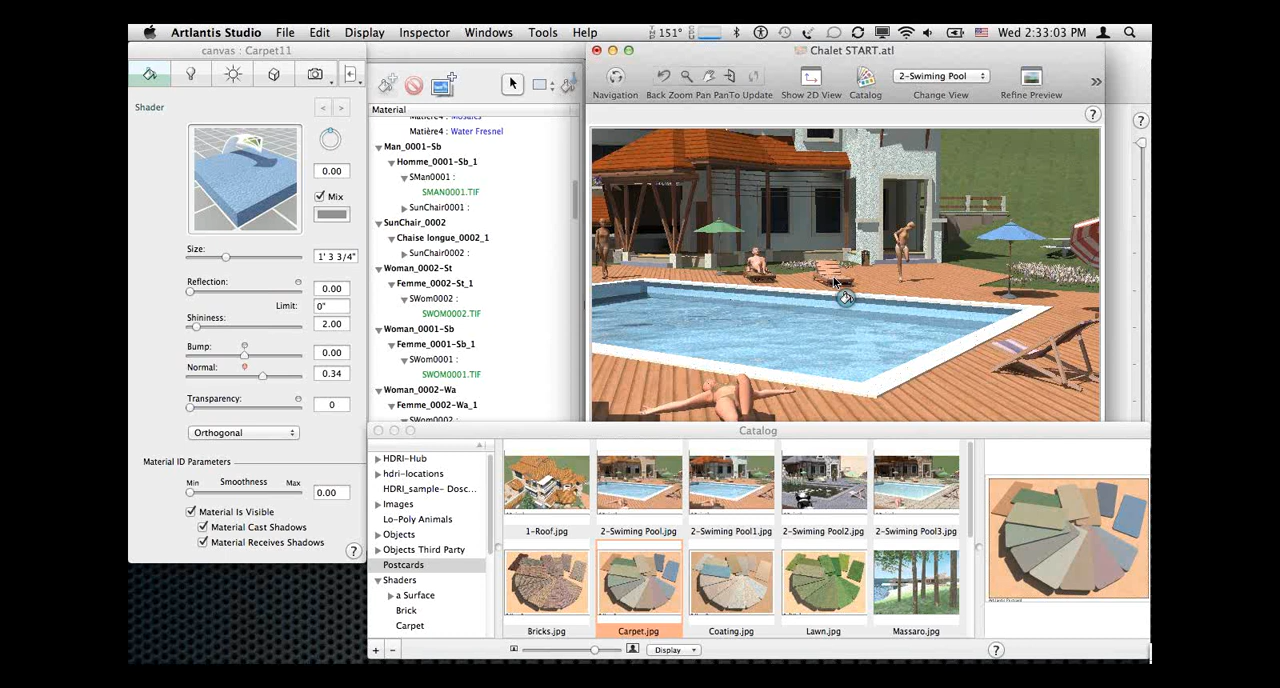 Artlantis Studio File Edit Display Inspector Windows Tools Help 151° Wed 2:33:03 PM
canvas : Carpet11
Chalet START.atl
Shader
< >
0.00
Mix
Size:
1' 3 3/4"
Reflection:
0.00
Limit:
0"
Shininess:
2.00
Bump:
0.00
Normal:
0.34
Transparency:
0
Orthogonal
Material ID Parameters
Min Smoothness Max
0.00
Material Is Visible
Material Cast Shadows
Material Receives Shadows
?
Material
Matière4 : Mosaics
Matière4 : Water Fresnel
Man_0001-Sb
Homme_0001-Sb_1
SMan0001 :
SMAN0001.TIF
SunChair0001 :
SunChair_0002
Chaise longue_0002_1
SunChair0002 :
Woman_0002-St
Femme_0002-St_1
SWom0002 :
SWOM0002.TIF
Woman_0001-Sb
Femme_0001-Sb_1
SWom0001 :
SWOM0001.TIF
Woman_0002-Wa
Femme_0002-Wa_1
SWom0002 :
2-Swiming Pool
Navigation Back Zoom Pan PanTo Update Show 2D View Catalog Change View Refine Preview
»
?
?
Catalog
HDRI-Hub
hdri-locations
HDRI_sample- Dosc...
Images
Lo-Poly Animals
Objects
Objects Third Party
Postcards
Shaders
a Surface
Brick
Carpet
1-Roof.jpg 2-Swiming Pool.jpg 2-Swiming Pool1.jpg 2-Swiming Pool2.jpg 2-Swiming Pool3.jpg
Bricks.jpg Carpet.jpg Coating.jpg Lawn.jpg Massaro.jpg
+ - Display ?